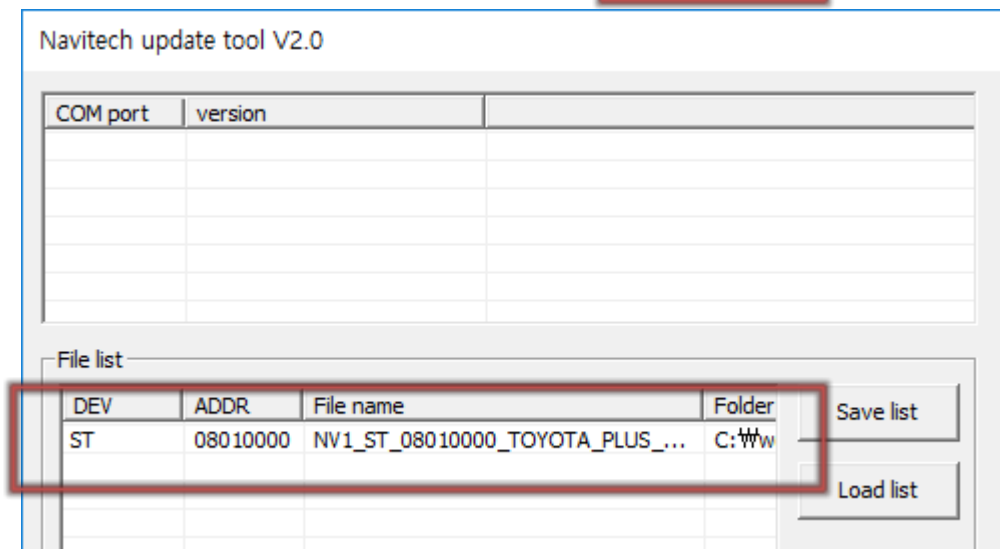 Navitech update tool V2.0
COM port version
File list
DEV ADDR File name Folder
ST 08010000 NV1_ST_08010000_TOYOTA_PLUS_... C:₩w
Save list
Load list